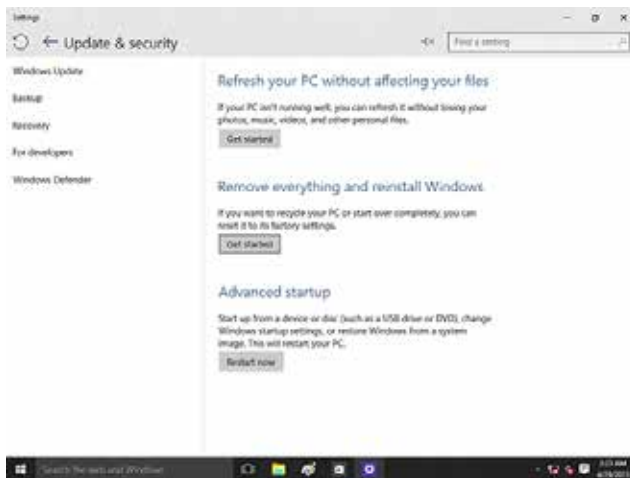 Settings
Update & security
Find a setting
Windows Update
Backup
Recovery
For developers
Windows Defender
Refresh your PC without affecting your files
If your PC isn't running well, you can refresh it without losing your
photos, music, videos, and other personal files.
Get started
Remove everything and reinstall Windows
If you want to recycle your PC or start over completely, you can
reset it to its factory settings.
Get started
Advanced startup
Start up from a device or disc (such as a USB drive or DVD), change
Windows startup settings, or restore Windows from a system
image. This will restart your PC.
Restart now
Search the web and Windows